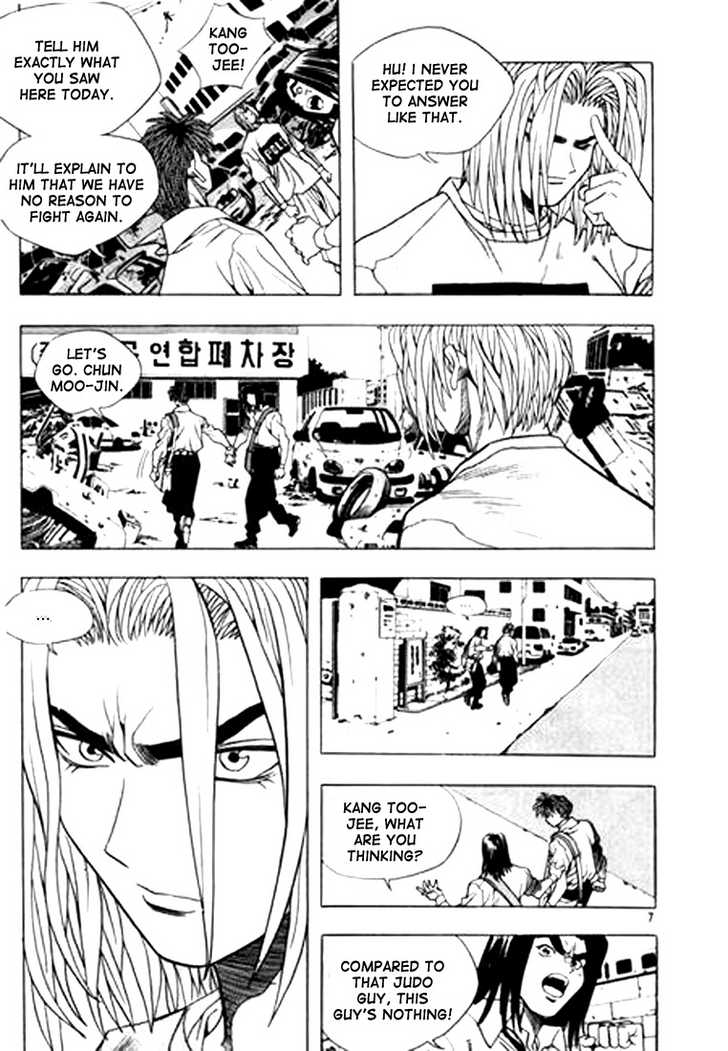 TELL HIM
EXACTLY WHAT
YOU SAW
HERE TODAY.
KANG
TOO-
JEE!
IT'LL EXPLAIN TO
HIM THAT WE HAVE
NO REASON TO
FIGHT AGAIN.
HU! I NEVER
EXPECTED YOU
TO ANSWER
LIKE THAT.
연합폐차장
LET'S
GO. CHUN
MOO-JIN.
...
...
KANG TOO-
JEE, WHAT
ARE YOU
THINKING?
7
COMPARED TO
THAT JUDO
GUY, THIS
GUY'S NOTHING!